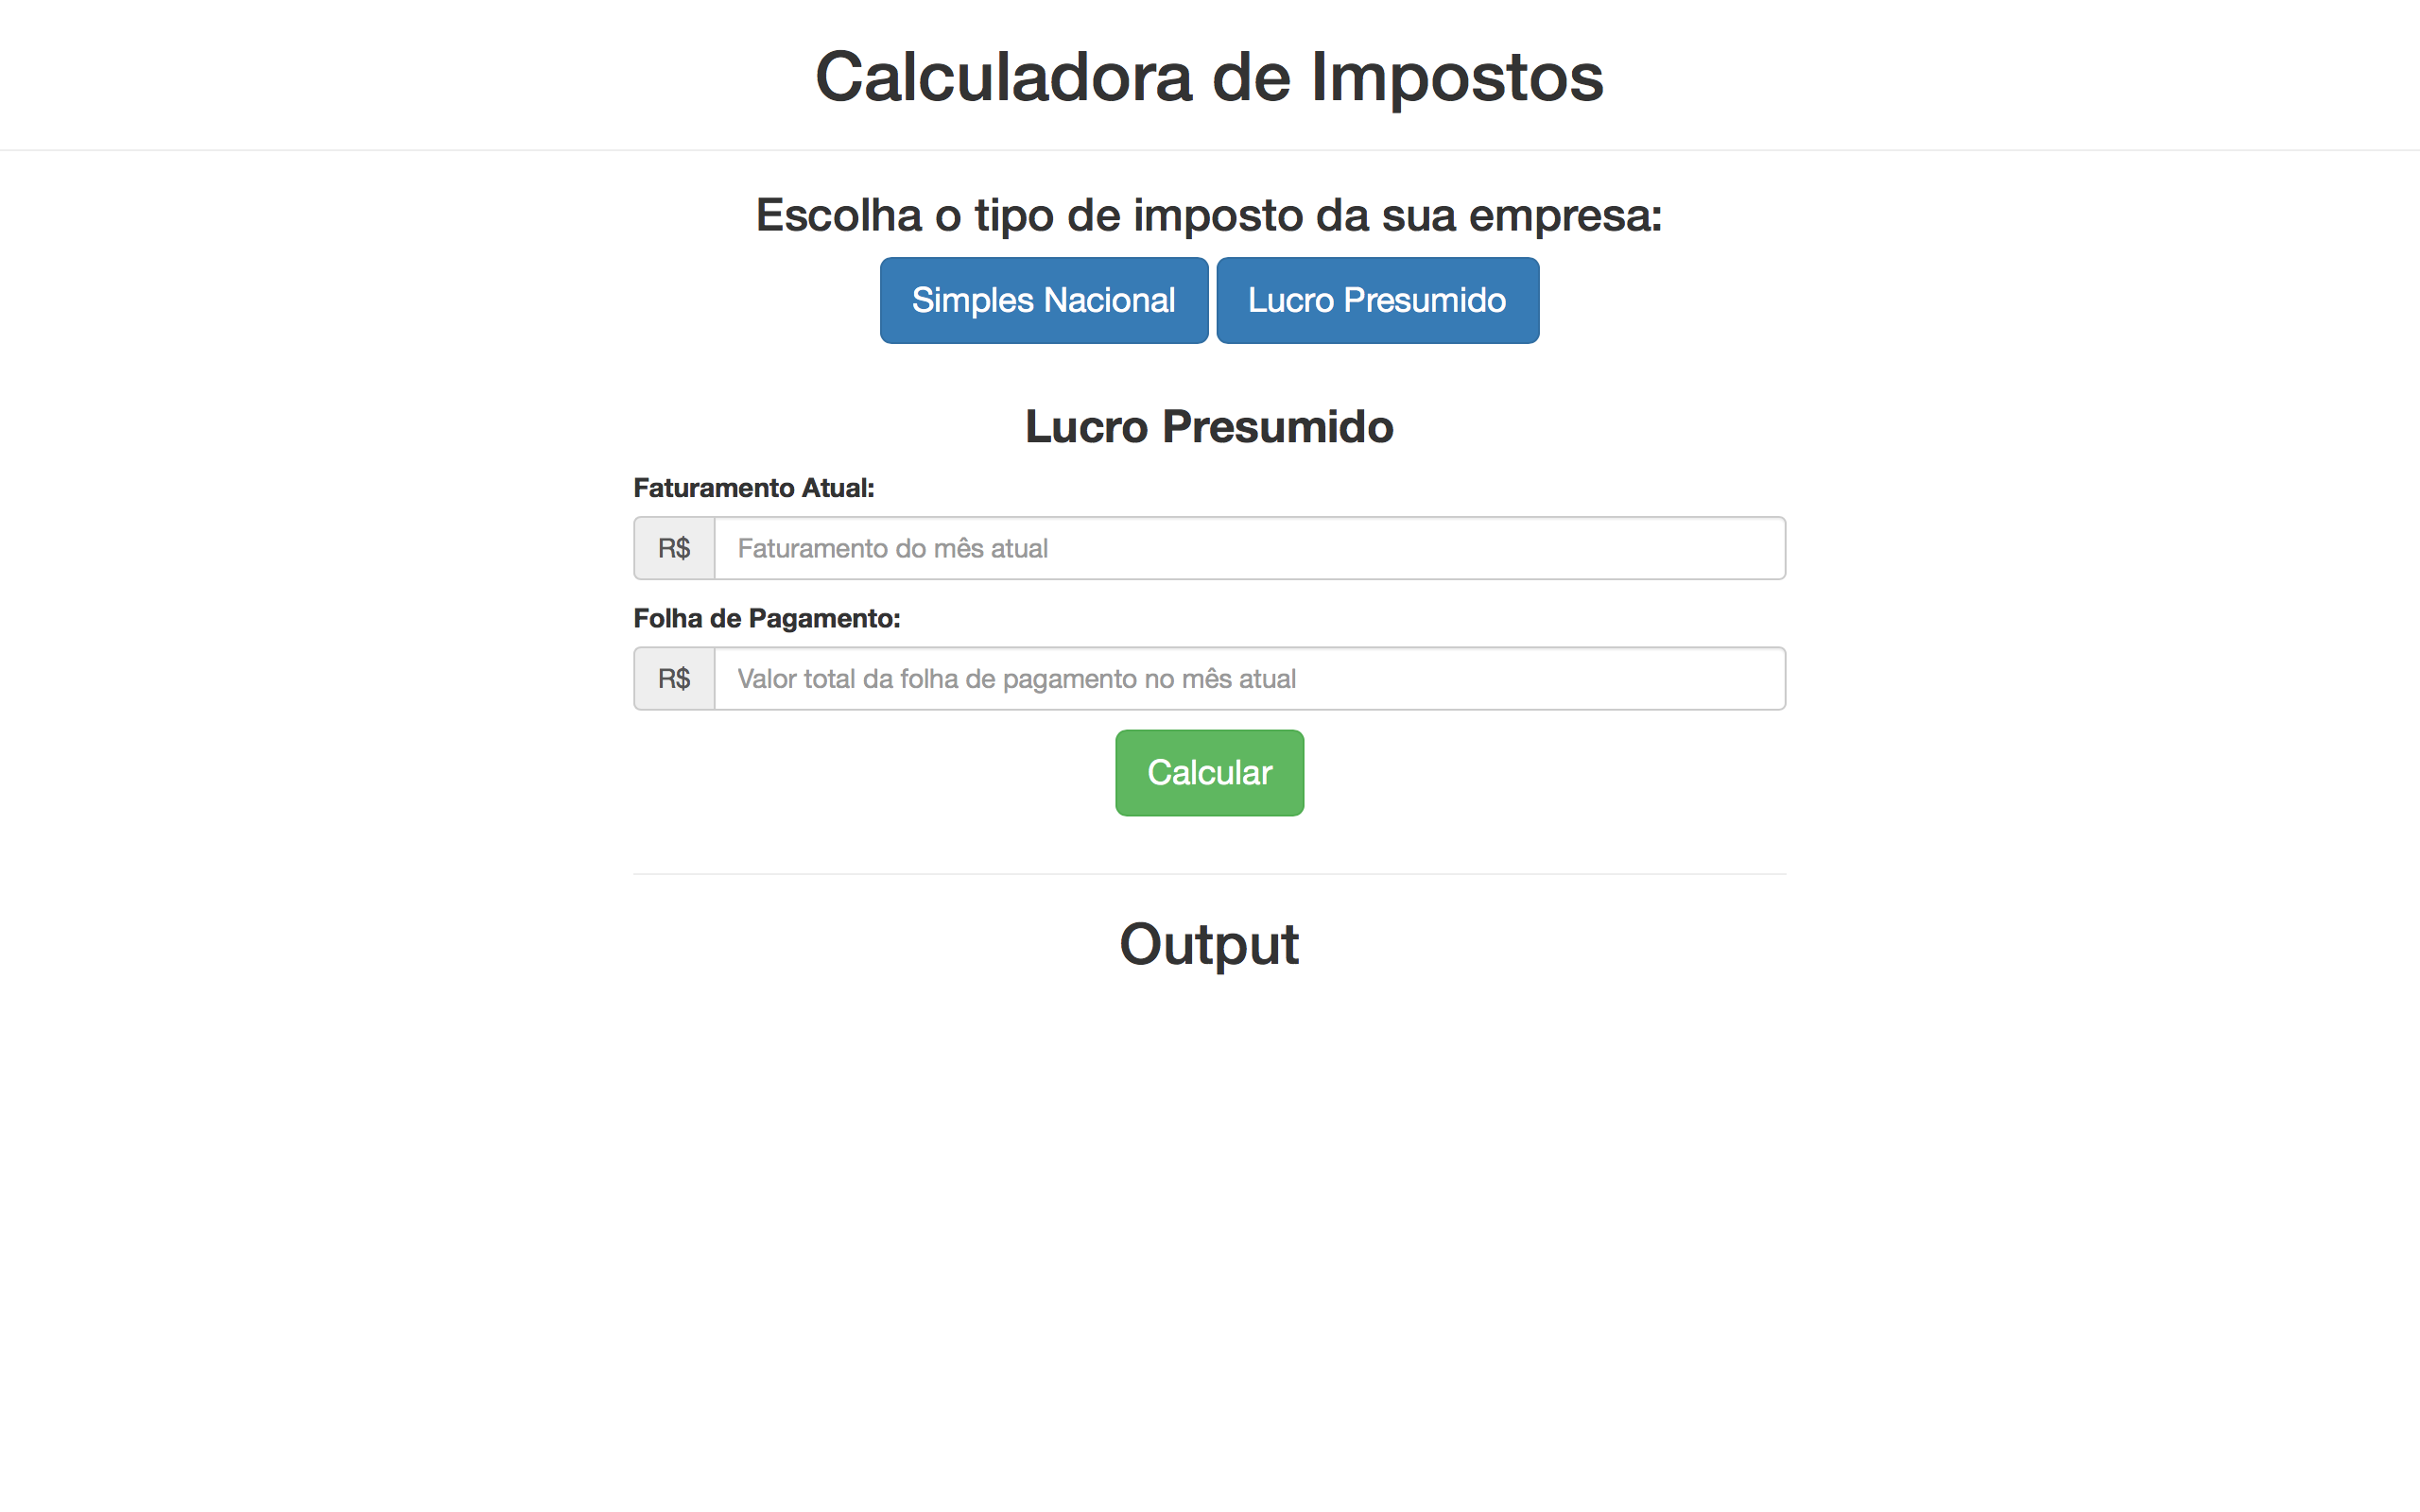 Calculadora de Impostos
Escolha o tipo de imposto da sua empresa:
Simples Nacional Lucro Presumido
Lucro Presumido
Faturamento Atual:
R$ Faturamento do mês atual
Folha de Pagamento:
R$ Valor total da folha de pagamento no mês atual
Calcular
Output